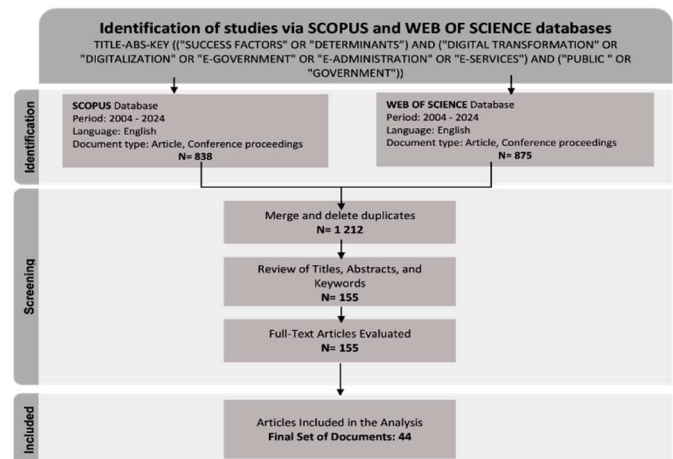 Identification of studies via SCOPUS and WEB OF SCIENCE databases
TITLE-ABS-KEY (("SUCCESS FACTORS" OR "DETERMINANTS") AND ("DIGITAL TRANSFORMATION" OR
"DIGITALIZATION" OR "E-GOVERNMENT" OR "E-ADMINISTRATION" OR "E-SERVICES") AND ("PUBLIC " OR
"GOVERNMENT"))
Identification
SCOPUS Database
Period: 2004 - 2024
Language: English
Document type: Article, Conference proceedings
N= 838
WEB OF SCIENCE Database
Period: 2004 - 2024
Language: English
Document type: Article, Conference proceedings
N= 875
Screening
Merge and delete duplicates
N= 1 212
Review of Titles, Abstracts, and
Keywords
N= 155
Full-Text Articles Evaluated
N= 155
Included
Articles Included in the Analysis
Final Set of Documents: 44